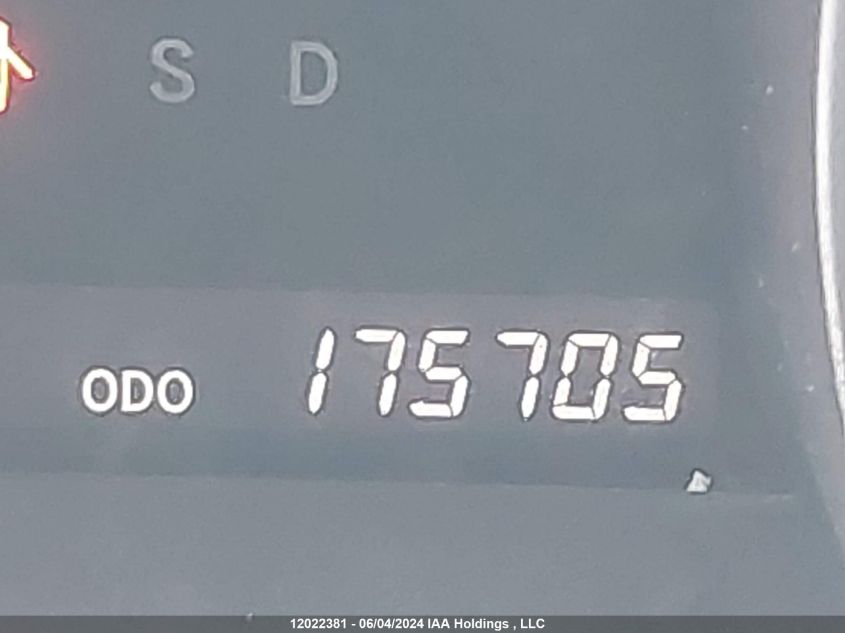 S D
ODO 175705
12022381 - 06/04/2024 IAA Holdings , LLC